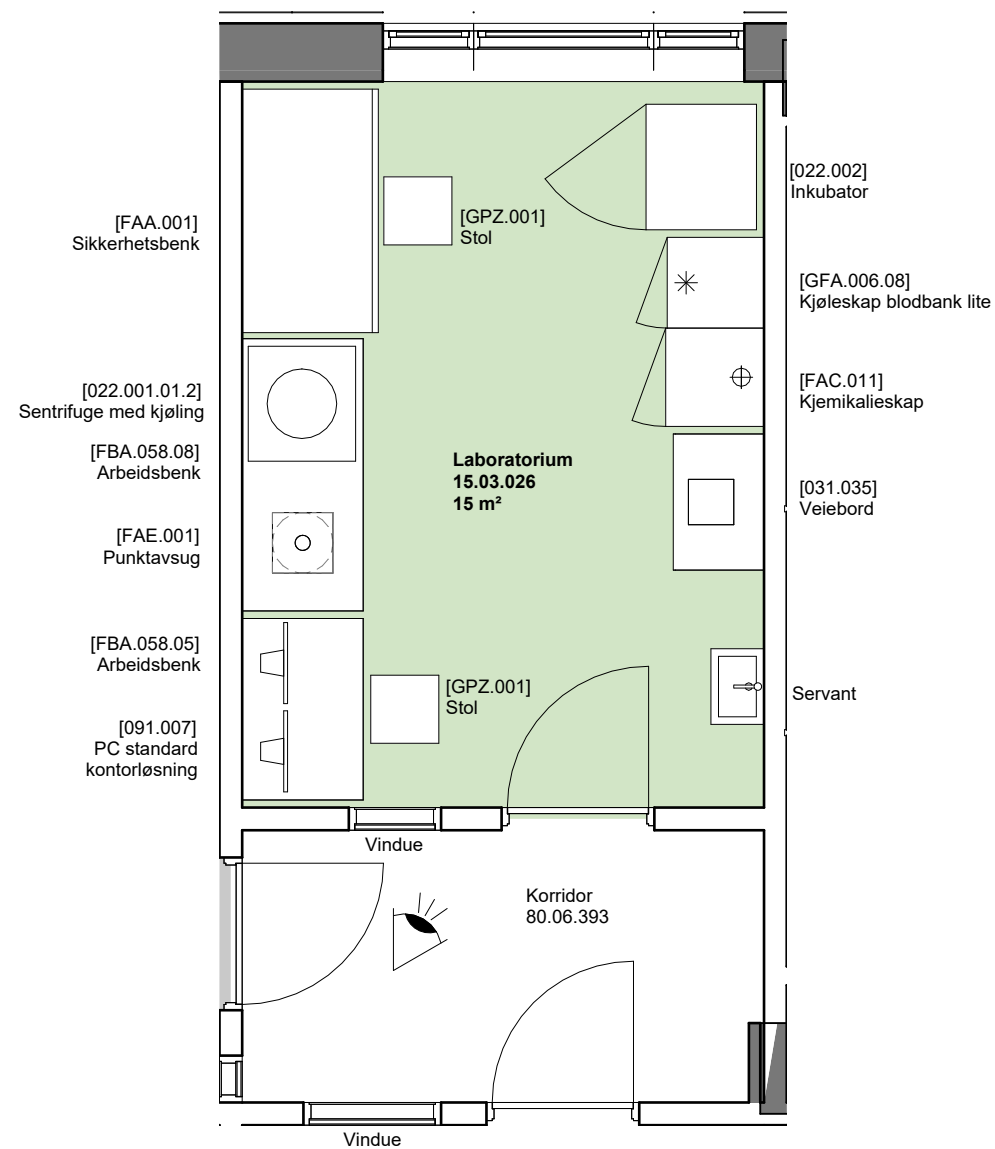 [FAA.001]
Sikkerhetsbenk
[022.001.01.2]
Sentrifuge med kjøling
[FBA.058.08]
Arbeidsbenk
[FAE.001]
Punktavsug
[FBA.058.05]
Arbeidsbenk
[091.007]
PC standard
kontorløsning
[GPZ.001]
Stol
Laboratorium
15.03.026
15 m²
[GPZ.001]
Stol
[022.002]
Inkubator
[GFA.006.08]
Kjøleskap blodbank lite
[FAC.011]
Kjemikalieskap
[031.035]
Veiebord
Servant
Vindue
Korridor
80.06.393
Vindue